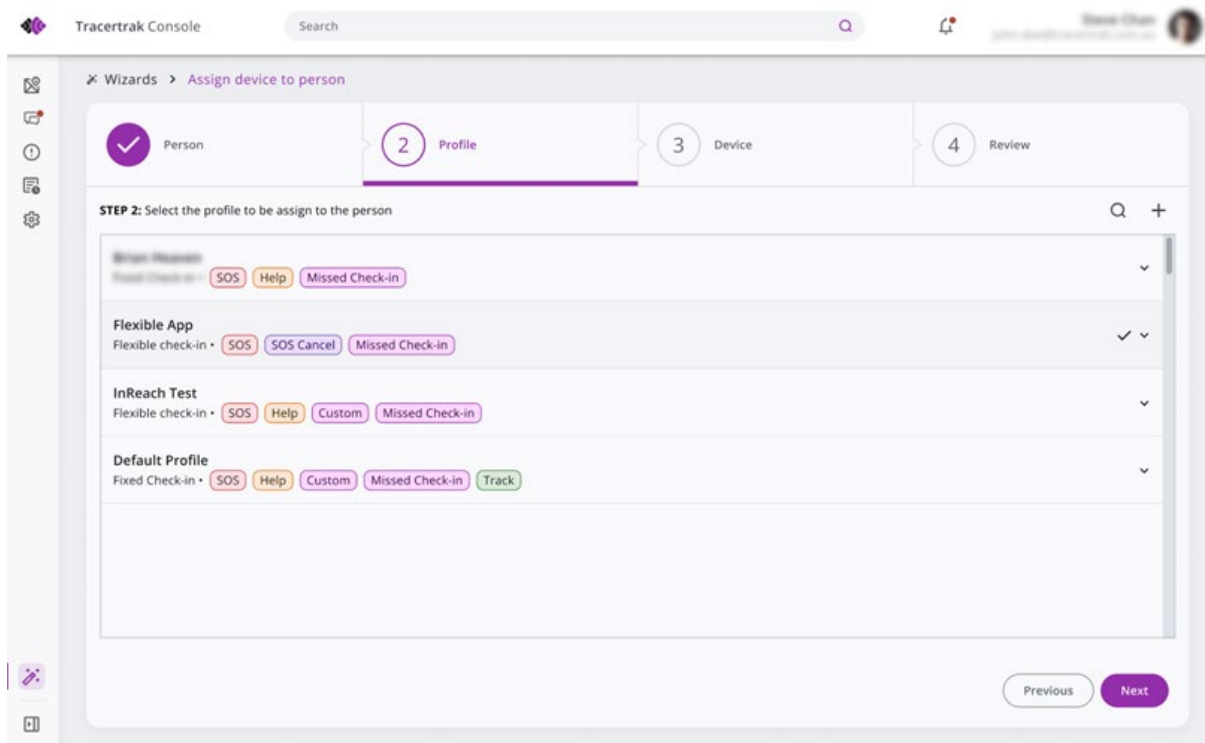 Tracertrak Console
Search
Wizards > Assign device to person
Person
2 Profile
3 Device
4 Review
STEP 2: Select the profile to be assign to the person
SOS Help Missed Check-in
Flexible App
Flexible check-in • SOS SOS Cancel Missed Check-in
InReach Test
Flexible check-in • SOS Help Custom Missed Check-in
Default Profile
Fixed Check-in • SOS Help Custom Missed Check-in Track
Previous Next